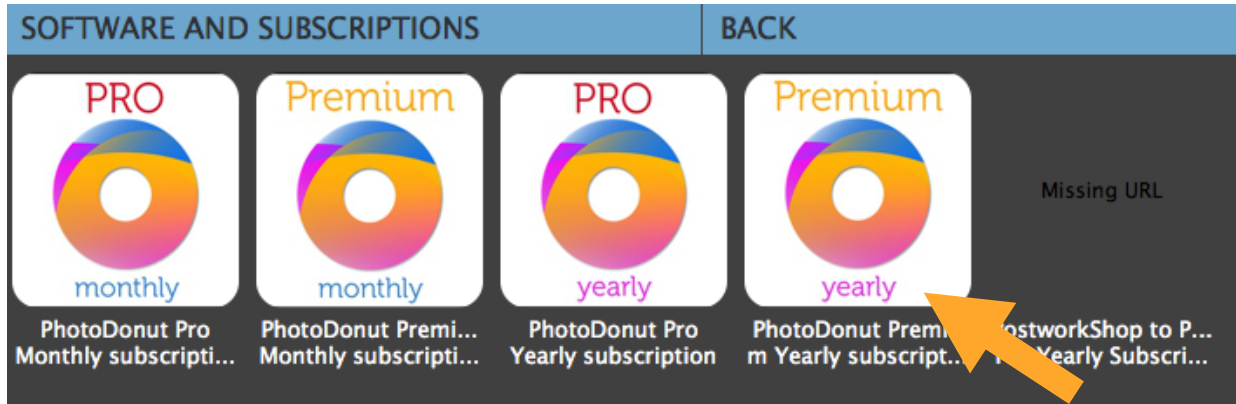 SOFTWARE AND SUBSCRIPTIONS
BACK
PRO
monthly
PhotoDonut Pro
Monthly subscripti...
Premium
monthly
PhotoDonut Premi...
Monthly subscripti...
PRO
yearly
PhotoDonut Pro
Yearly subscription
Premium
yearly
PhotoDonut Premi
m Yearly subscript...
Missing URL
ostworkShop to P...
Yearly Subscri...